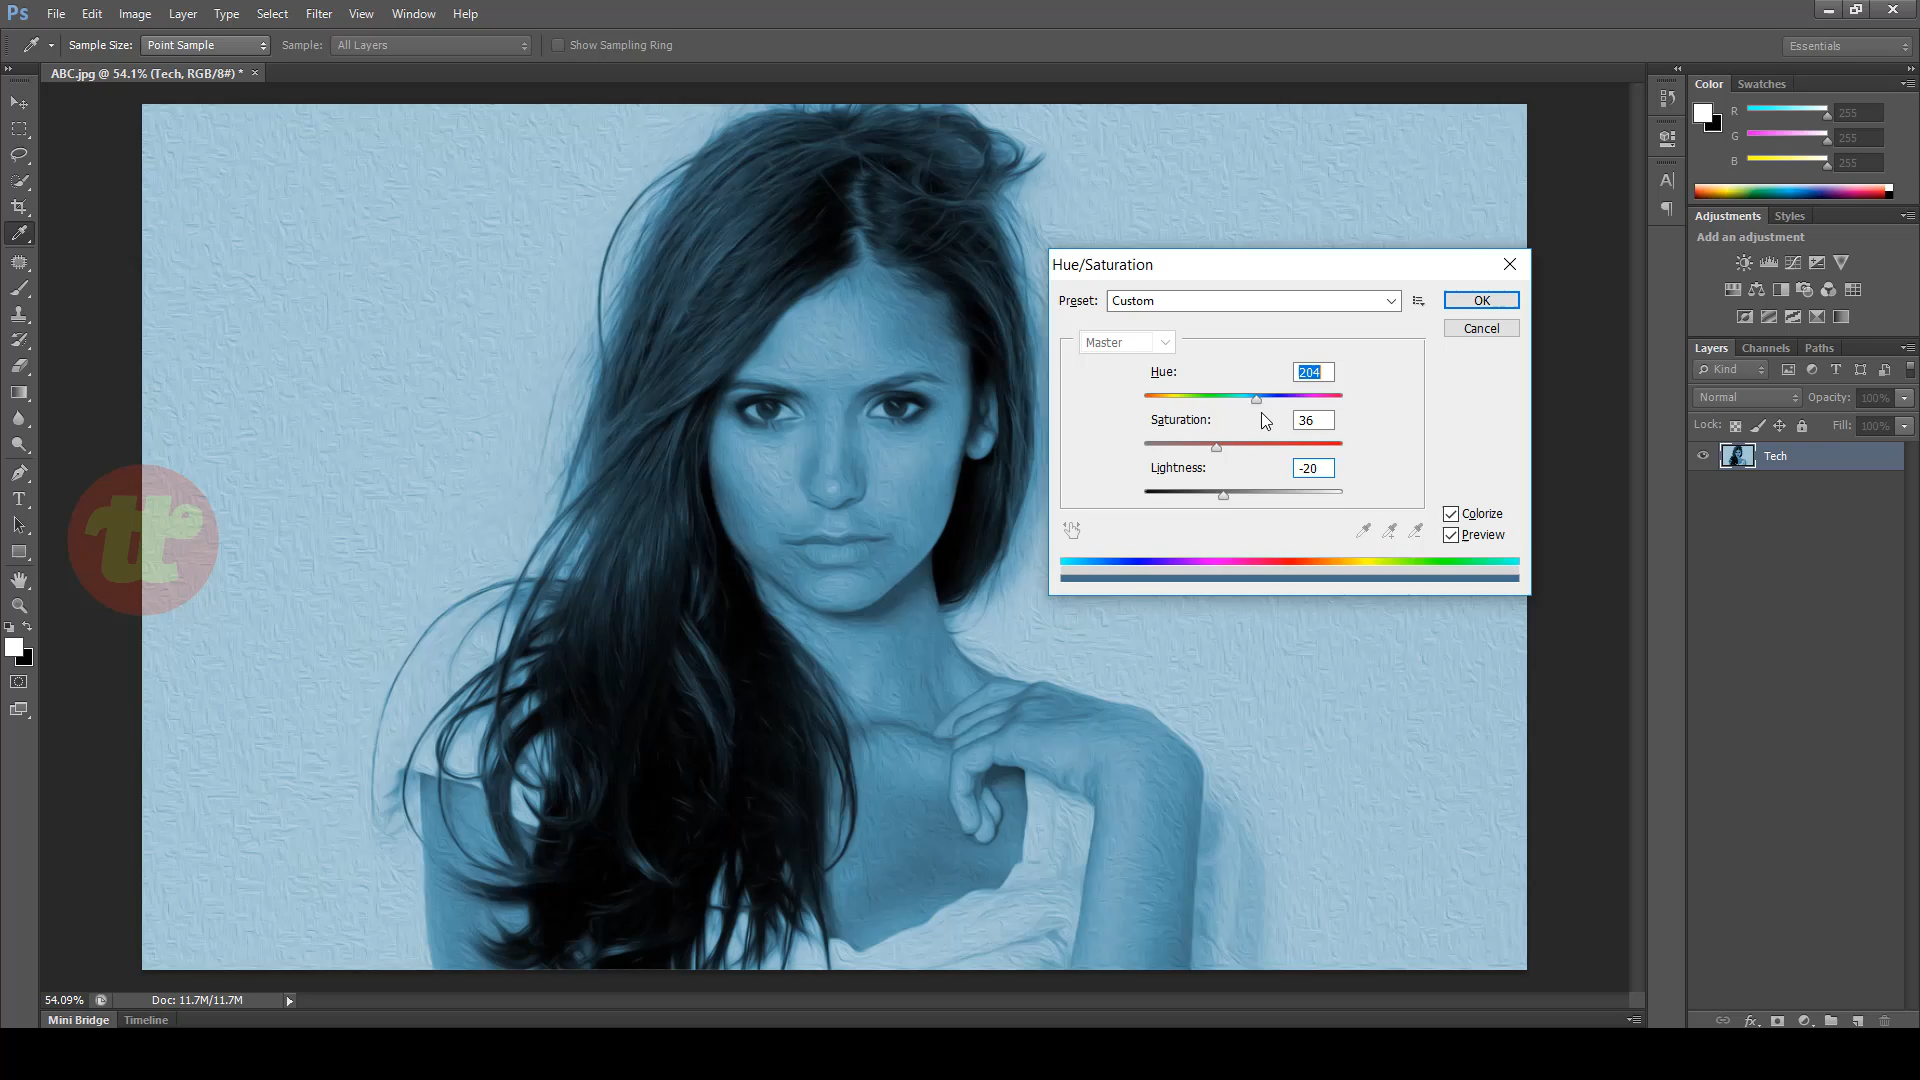 Ps File Edit Image Layer Type Select Filter View Window Help
Sample Size: Point Sample Sample: All Layers Show Sampling Ring Essentials
ABC.jpg @ 54.1% (Tech, RGB/8#) * ×
Color Swatches
R 255
G 255
B 255
Adjustments Styles
Add an adjustment
Layers Channels Paths
Kind
Normal Opacity: 100%
Lock: Fill: 100%
Tech
Hue/Saturation
Preset: Custom OK
Cancel
Master
Hue: 204
Saturation: 36
Lightness: -20
Colorize
Preview
tt
54.09% Doc: 11.7M/11.7M
Mini Bridge Timeline
fx